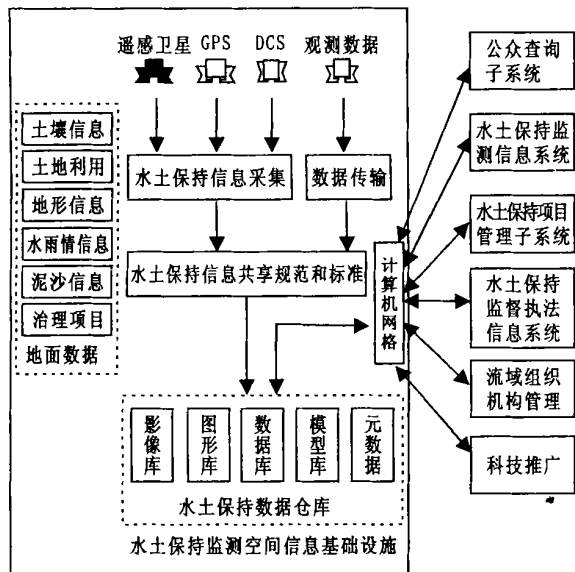 遥感卫星 GPS DCS 观测数据
土壤信息
土地利用
地形信息
水雨情信息
泥沙信息
治理项目
地面数据
水土保持信息采集
数据传输
水土保持信息共享规范和标准
计算机网格
影像库
图形库
数据库
模型库
元数据
水土保持数据仓库
水土保持监测空间信息基础设施
公众查询
子系统
水土保持监
测信息系统
水土保持项目
管理子系统
水土保持
监督执法
信息系统
流域组织
机构管理
科技推广